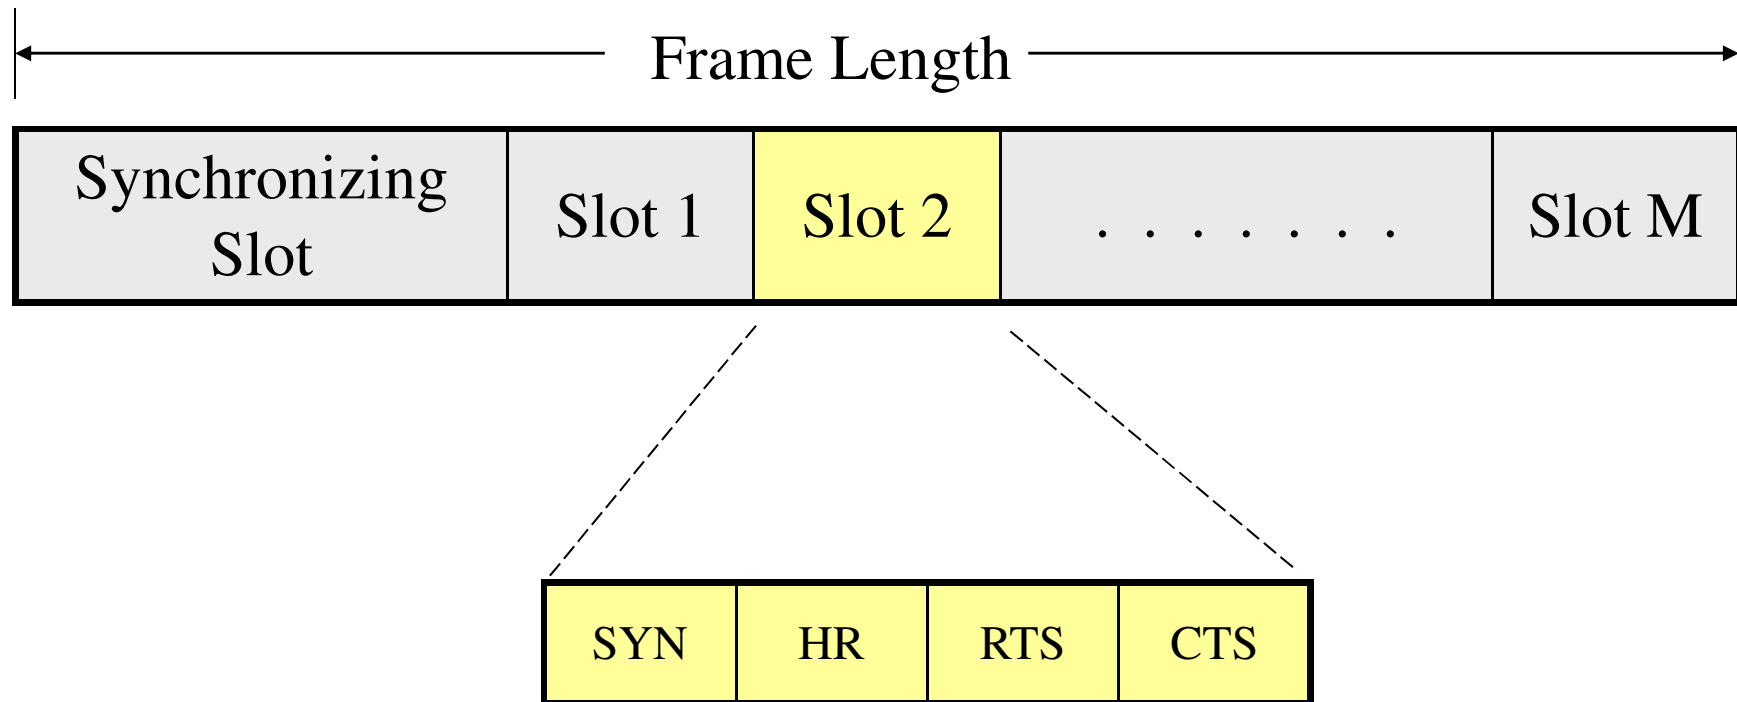 Frame Length
Synchronizing
Slot
Slot 1
Slot 2
. . . . . . .
Slot M
SYN
HR
RTS
CTS